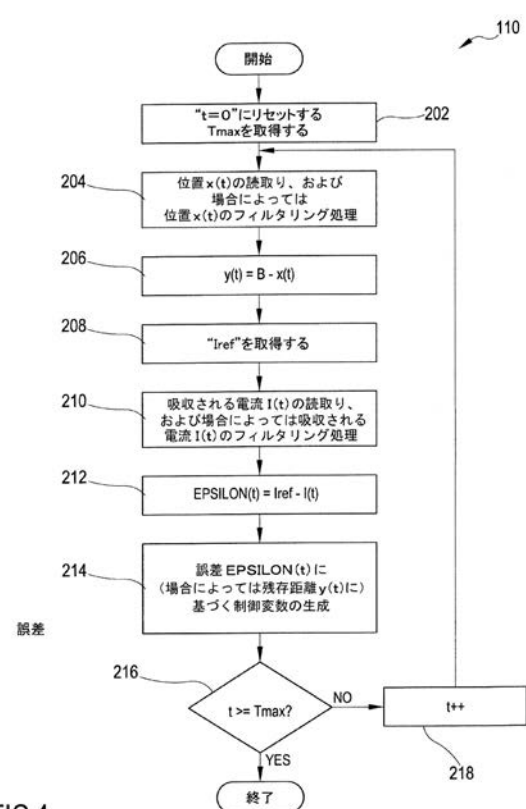 110
開始
“t=0”にリセットする
Tmaxを取得する
202
204
位置x(t)の読取り、および
場合によっては
位置x(t)のフィルタリング処理
206
y(t) = B - x(t)
208
“Iref”を取得する
210
吸収される電流I(t)の読取り、
および場合によっては吸収される
電流I(t)のフィルタリング処理
212
EPSILON(t) = Iref - I(t)
214
誤差EPSILON(t)に
(場合によっては残存距離y(t)に)
基づく制御変数の生成
誤差
216
t >= Tmax?
NO
t++
218
YES
終了